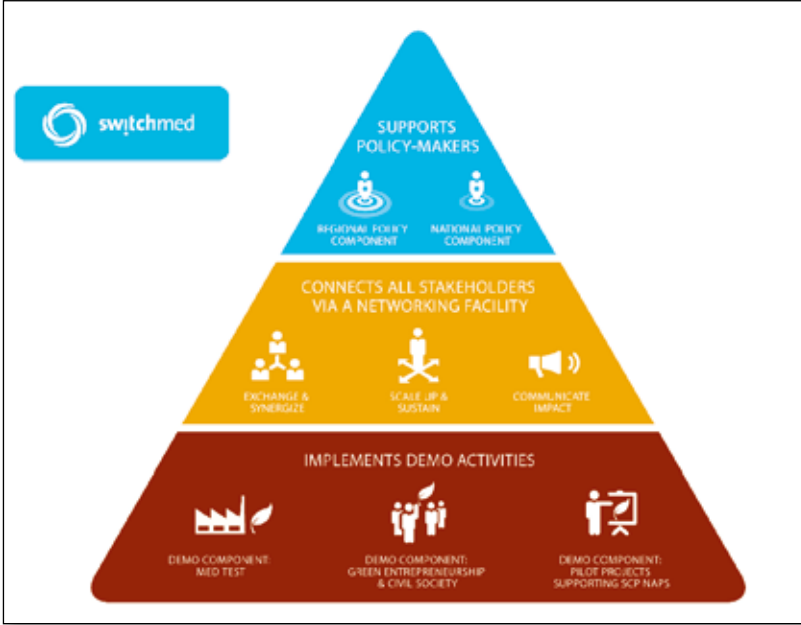 switchmed
SUPPORTS
POLICY-MAKERS
REGIONAL POLICY
COMPONENT
NATIONAL POLICY
COMPONENT
CONNECTS ALL STAKEHOLDERS
VIA A NETWORKING FACILITY
EXCHANGE &
SYNERGIZE
SCALE UP &
SUSTAIN
COMMUNICATE
IMPACT
IMPLEMENTS DEMO ACTIVITIES
DEMO COMPONENT:
MED TEST
DEMO COMPONENT:
GREEN ENTREPRENEURSHIP
& CIVIL SOCIETY
DEMO COMPONENT:
PILOT PROJECTS
SUPPORTING SCP NAPS